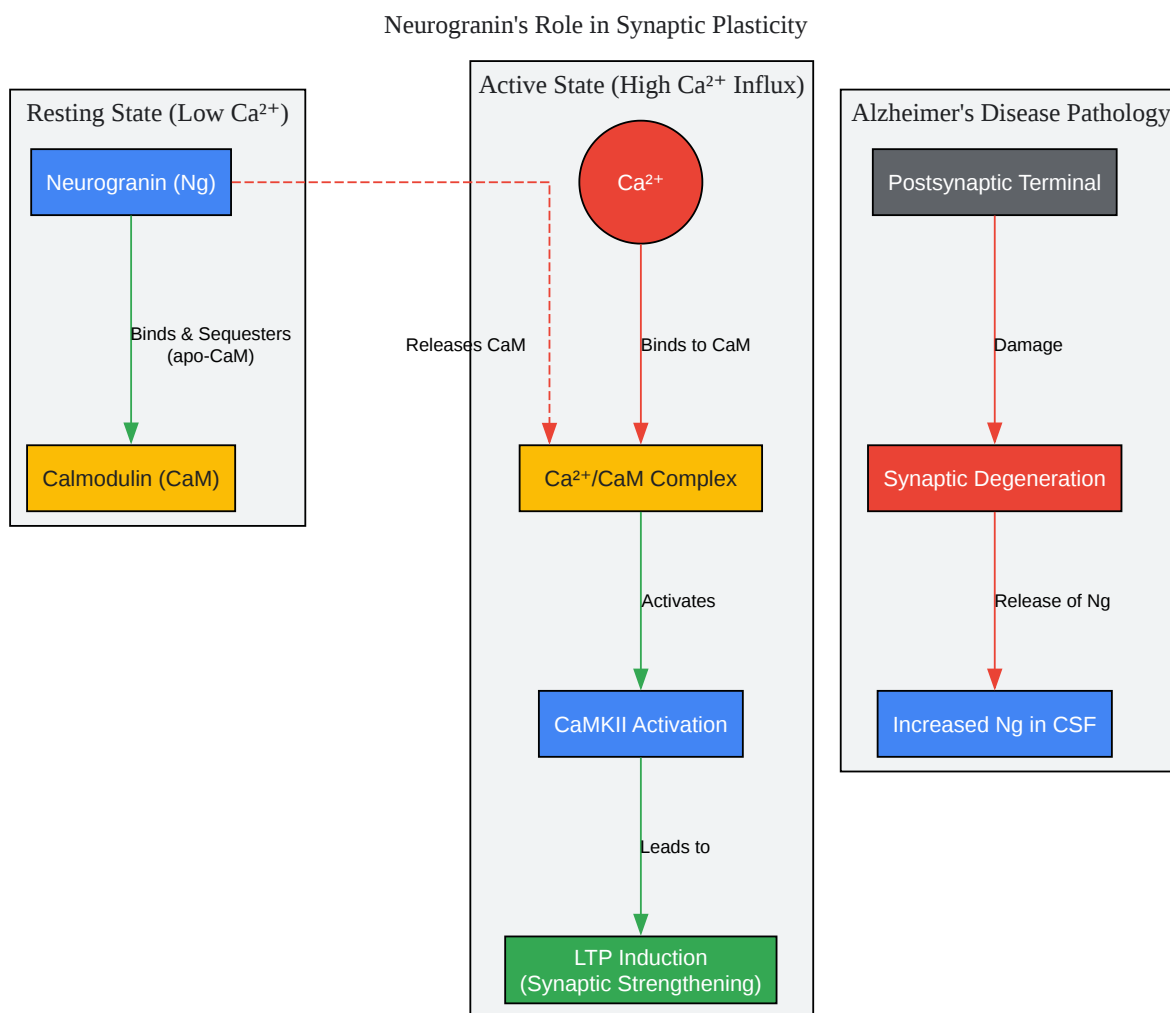 Neurogranin's Role in Synaptic Plasticity
Resting State (Low Ca²⁺)
Neurogranin (Ng)
Binds & Sequesters
(apo-CaM)
Calmodulin (CaM)
Releases CaM
Active State (High Ca²⁺ Influx)
Ca²⁺
Binds to CaM
Ca²⁺/CaM Complex
Activates
CaMKII Activation
Leads to
LTP Induction
(Synaptic Strengthening)
Alzheimer's Disease Pathology
Postsynaptic Terminal
Damage
Synaptic Degeneration
Release of Ng
Increased Ng in CSF